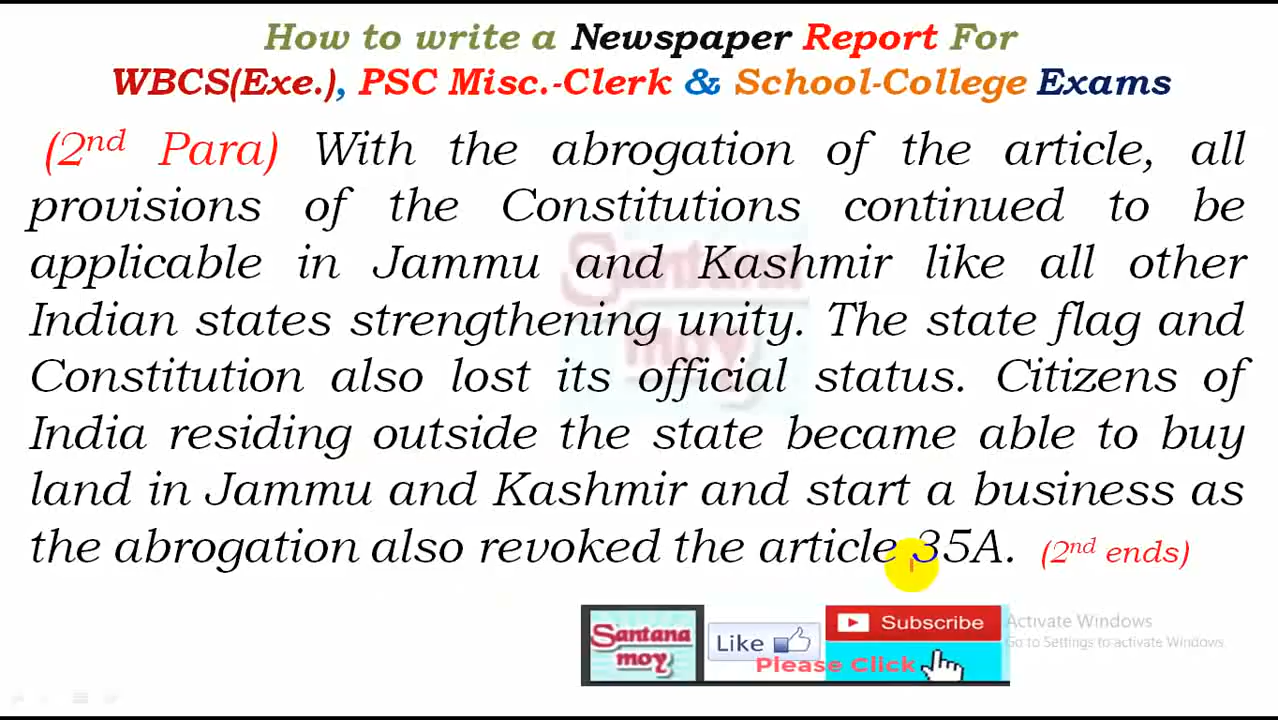 How to write a Newspaper Report For
WBCS(Exe.), PSC Misc.-Clerk & School-College Exams
(2nd Para) With the abrogation of the article, all
provisions of the Constitutions continued to be
applicable in Jammu and Kashmir like all other
Indian states strengthening unity. The state flag and
Constitution also lost its official status. Citizens of
India residing outside the state became able to buy
land in Jammu and Kashmir and start a business as
the abrogation also revoked the article 35A. (2nd ends)
Santana
moy
Santana
moy
Like
Subscribe
Please Click
Activate Windows
Go to Settings to activate Windows.